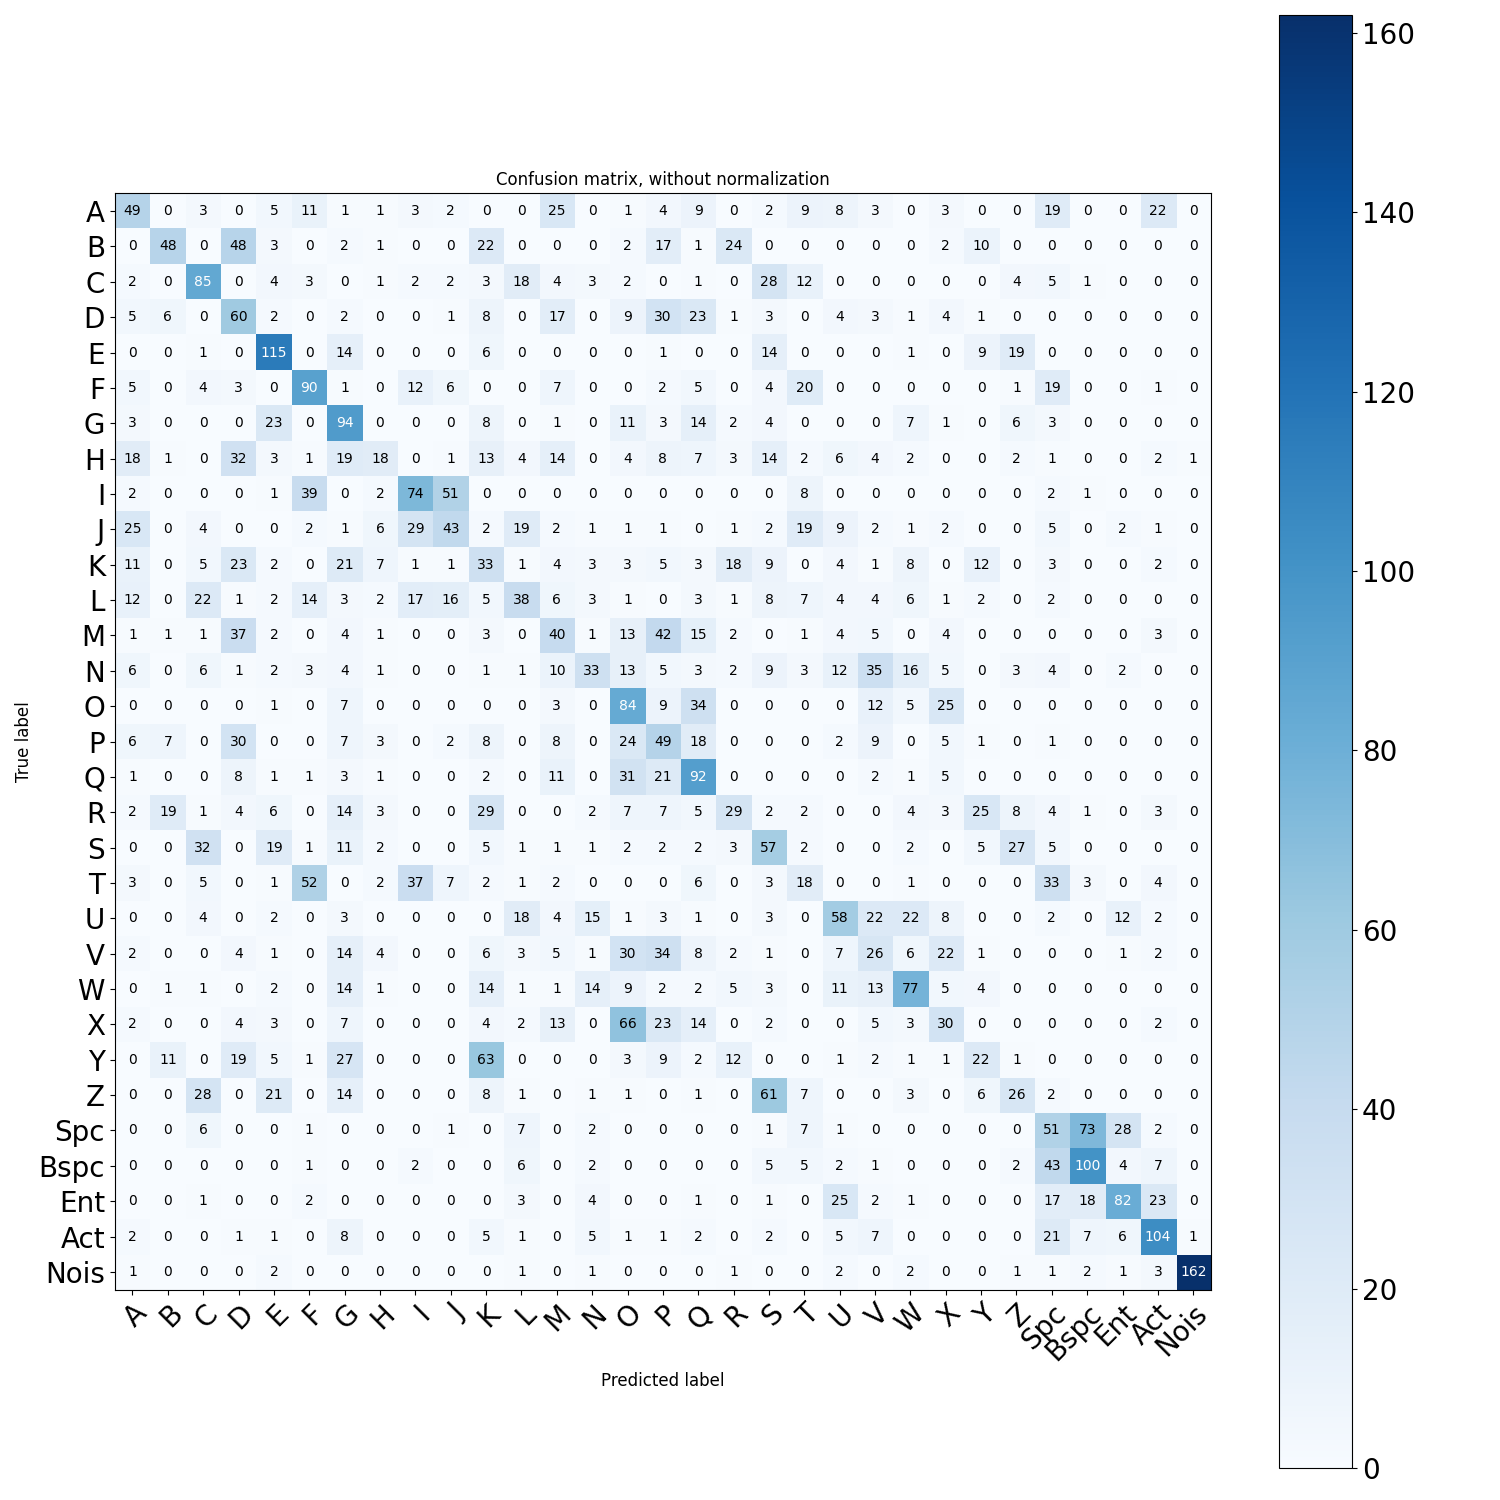 Confusion matrix, without normalization
A 49 0 3 0 5 11 1 1 3 2 0 0 25 0 1 4 9 0 2 9 8 3 0 3 0 0 19 0 0 22 0
B 0 48 0 48 3 0 2 1 0 0 22 0 0 0 2 17 1 24 0 0 0 0 0 2 10 0 0 0 0 0 0
C 2 0 85 0 4 3 0 1 2 2 3 18 4 3 2 0 1 0 28 12 0 0 0 0 0 4 5 1 0 0 0
D 5 6 0 60 2 0 2 0 0 1 8 0 17 0 9 30 23 1 3 0 4 3 1 4 1 0 0 0 0 0 0
E 0 0 1 0 115 0 14 0 0 0 6 0 0 0 0 1 0 0 14 0 0 0 1 0 9 19 0 0 0 0 0
F 5 0 4 3 0 90 1 0 12 6 0 0 7 0 0 2 5 0 4 20 0 0 0 0 0 1 19 0 0 1 0
G 3 0 0 0 23 0 94 0 0 0 8 0 1 0 11 3 14 2 4 0 0 0 7 1 0 6 3 0 0 0 0
H 18 1 0 32 3 1 19 18 0 1 13 4 14 0 4 8 7 3 14 2 6 4 2 0 0 2 1 0 0 2 1
I 2 0 0 0 1 39 0 2 74 51 0 0 0 0 0 0 0 0 0 8 0 0 0 0 0 0 2 1 0 0 0
J 25 0 4 0 0 2 1 6 29 43 2 19 2 1 1 1 0 1 2 19 9 2 1 2 0 0 5 0 2 1 0
K 11 0 5 23 2 0 21 7 1 1 33 1 4 3 3 5 3 18 9 0 4 1 8 0 12 0 3 0 0 2 0
L 12 0 22 1 2 14 3 2 17 16 5 38 6 3 1 0 3 1 8 7 4 4 6 1 2 0 2 0 0 0 0
M 1 1 1 37 2 0 4 1 0 0 3 0 40 1 13 42 15 2 0 1 4 5 0 4 0 0 0 0 0 3 0
N 6 0 6 1 2 3 4 1 0 0 1 1 10 33 13 5 3 2 9 3 12 35 16 5 0 3 4 0 2 0 0
O 0 0 0 0 1 0 7 0 0 0 0 0 3 0 84 9 34 0 0 0 0 12 5 25 0 0 0 0 0 0 0
P 6 7 0 30 0 0 7 3 0 2 8 0 8 0 24 49 18 0 0 0 2 9 0 5 1 0 1 0 0 0 0
Q 1 0 0 8 1 1 3 1 0 0 2 0 11 0 31 21 92 0 0 0 0 2 1 5 0 0 0 0 0 0 0
R 2 19 1 4 6 0 14 3 0 0 29 0 0 2 7 7 5 29 2 2 0 0 4 3 25 8 4 1 0 3 0
S 0 0 32 0 19 1 11 2 0 0 5 1 1 1 2 2 2 3 57 2 0 0 2 0 5 27 5 0 0 0 0
T 3 0 5 0 1 52 0 2 37 7 2 1 2 0 0 0 6 0 3 18 0 0 1 0 0 0 33 3 0 4 0
U 0 0 4 0 2 0 3 0 0 0 0 18 4 15 1 3 1 0 3 0 58 22 22 8 0 0 2 0 12 2 0
V 2 0 0 4 1 0 14 4 0 0 6 3 5 1 30 34 8 2 1 0 7 26 6 22 1 0 0 0 1 2 0
W 0 1 1 0 2 0 14 1 0 0 14 1 1 14 9 2 2 5 3 0 11 13 77 5 4 0 0 0 0 0 0
X 2 0 0 4 3 0 7 0 0 0 4 2 13 0 66 23 14 0 2 0 0 5 3 30 0 0 0 0 0 2 0
Y 0 11 0 19 5 1 27 0 0 0 63 0 0 0 3 9 2 12 0 0 1 2 1 1 22 1 0 0 0 0 0
Z 0 0 28 0 21 0 14 0 0 0 8 1 0 1 1 0 1 0 61 7 0 0 3 0 6 26 2 0 0 0 0
Spc 0 0 6 0 0 1 0 0 0 1 0 7 0 2 0 0 0 0 1 7 1 0 0 0 0 0 51 73 28 2 0
Bspc 0 0 0 0 0 1 0 0 2 0 0 6 0 2 0 0 0 0 5 5 2 1 0 0 0 2 43 100 4 7 0
Ent 0 0 1 0 0 2 0 0 0 0 0 3 0 4 0 0 1 0 1 0 25 2 1 0 0 0 17 18 82 23 0
Act 2 0 0 1 1 0 8 0 0 0 5 1 0 5 1 1 2 0 2 0 5 7 0 0 0 0 21 7 6 104 1
Nois 1 0 0 0 2 0 0 0 0 0 0 1 0 1 0 0 0 1 0 0 2 0 2 0 0 1 1 2 1 3 162
A B C D E F G H I J K L M N O P Q R S T U V W X Y Z Spc Bspc Ent Act Nois
Predicted label
True label
160
140
120
100
80
60
40
20
0